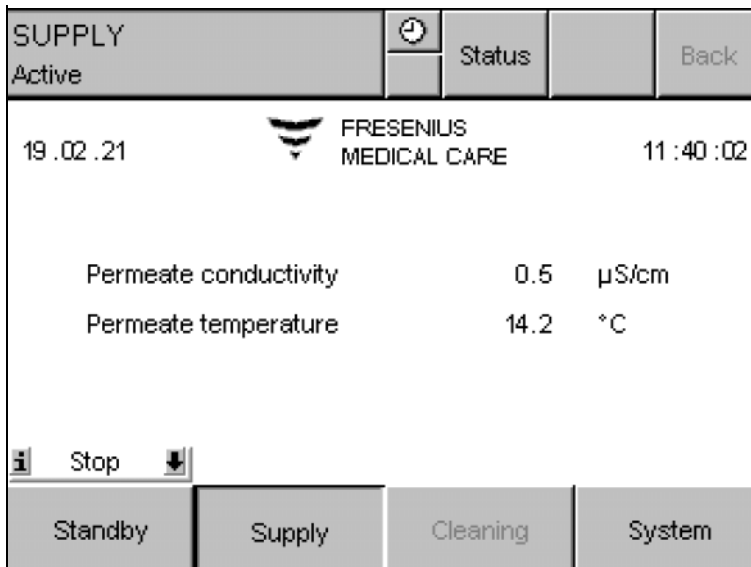 SUPPLY
Active
Status
Back
19.02.21
FRESENIUS
MEDICAL CARE
11:40:02
Permeate conductivity 0.5 µS/cm
Permeate temperature 14.2 °C
i Stop
Standby
Supply
Cleaning
System